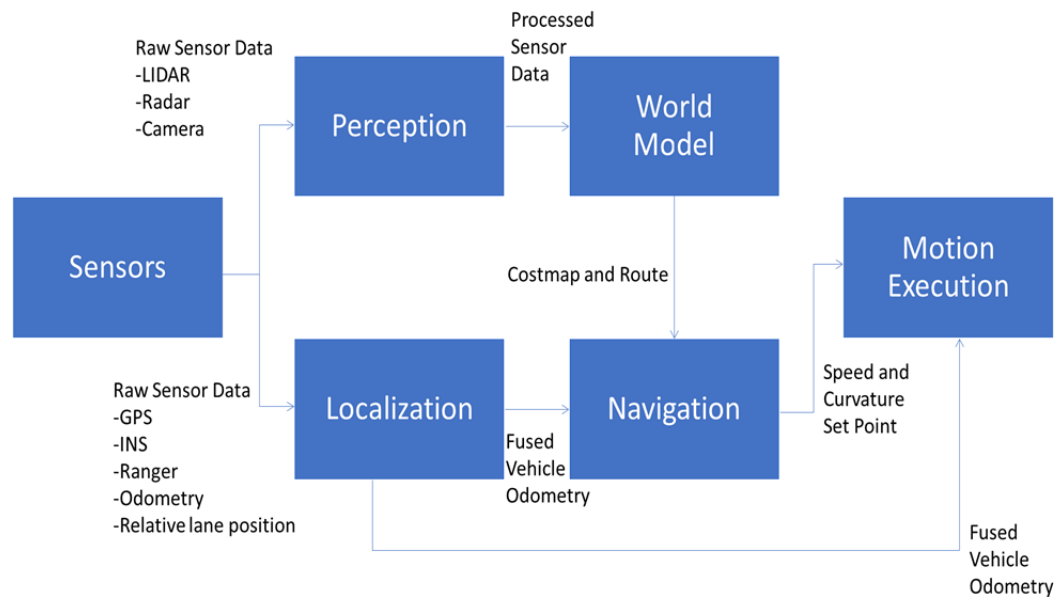 Raw Sensor Data
-LIDAR
-Radar
-Camera
Perception
Processed
Sensor
Data
World
Model
Sensors
Costmap and Route
Motion
Execution
Raw Sensor Data
-GPS
-INS
-Ranger
-Odometry
-Relative lane position
Localization
Fused
Vehicle
Odometry
Navigation
Speed and
Curvature
Set Point
Fused
Vehicle
Odometry